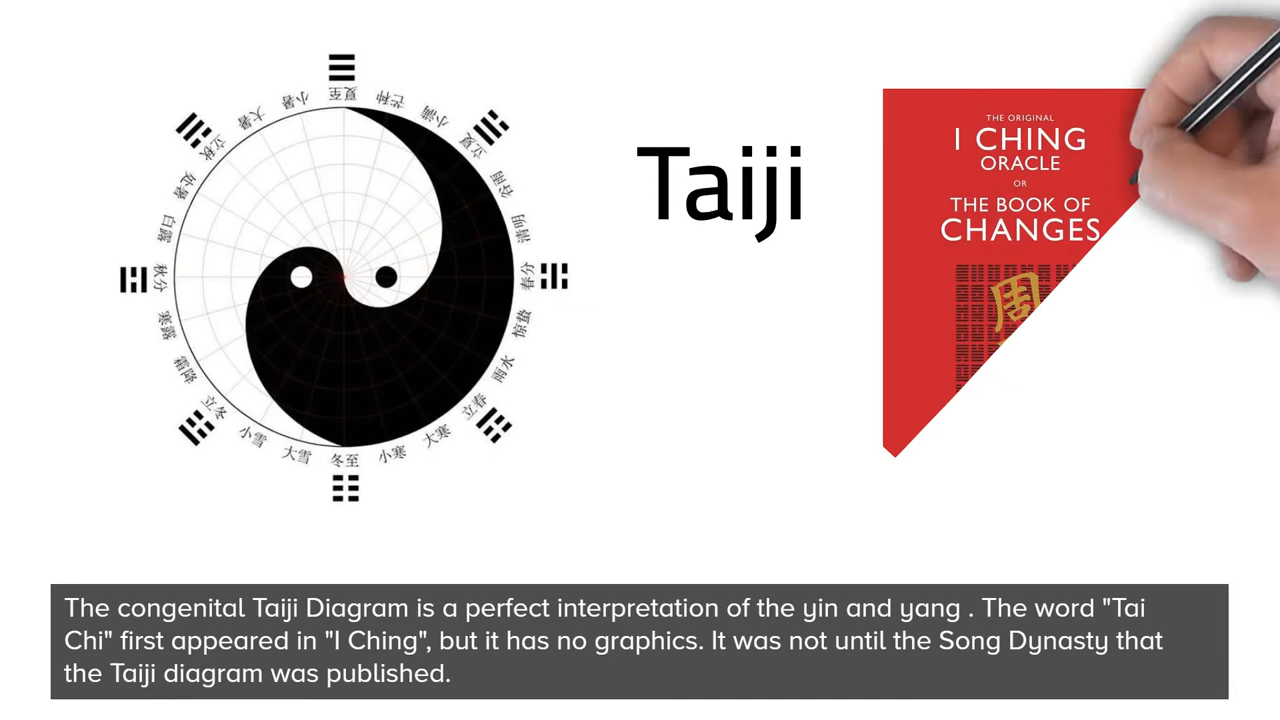 夏至
芒种
小满
立夏
谷雨
清明
春分
惊蛰
雨水
立春
大寒
小寒
冬至
大雪
小雪
立冬
霜降
寒露
秋分
白露
处暑
立秋
大暑
小暑
Taiji
THE ORIGINAL
I CHING
ORACLE
OR
THE BOOK OF
CHANGES
周
The congenital Taiji Diagram is a perfect interpretation of the yin and yang . The word "Tai
Chi" first appeared in "I Ching", but it has no graphics. It was not until the Song Dynasty that
the Taiji diagram was published.